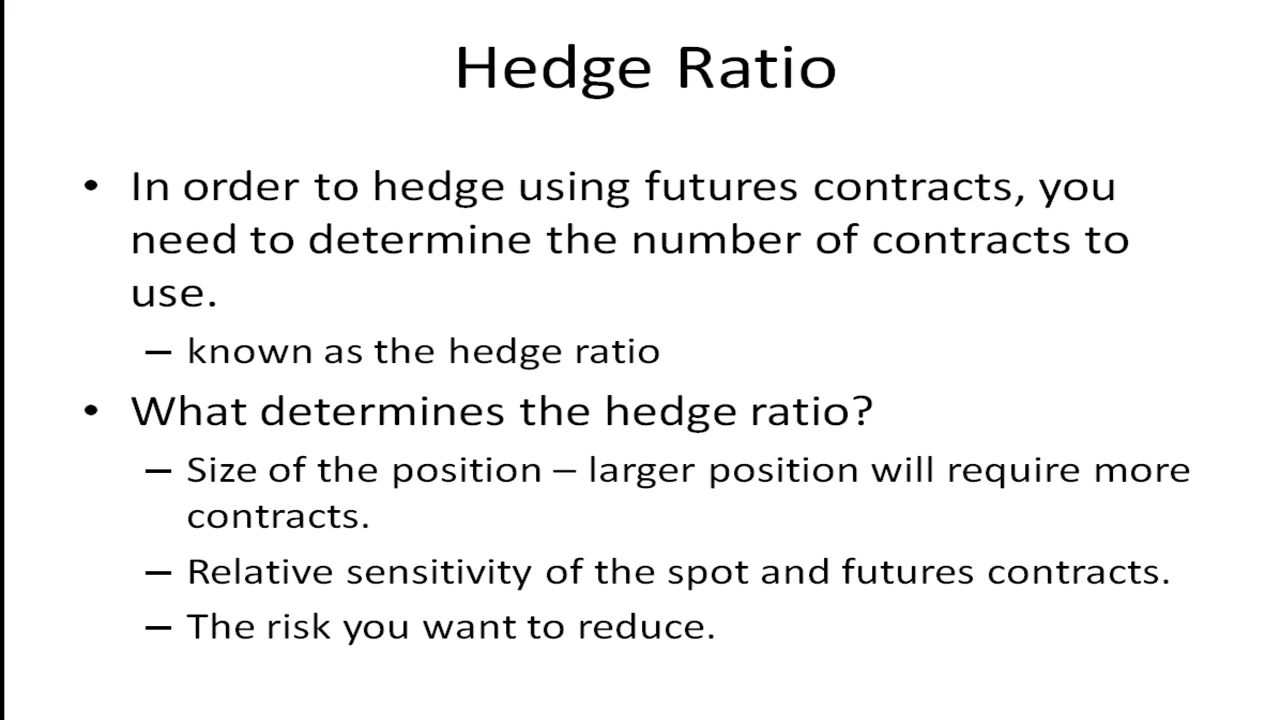 Hedge Ratio
• In order to hedge using futures contracts, you
need to determine the number of contracts to
use.
– known as the hedge ratio
• What determines the hedge ratio?
– Size of the position – larger position will require more
contracts.
– Relative sensitivity of the spot and futures contracts.
– The risk you want to reduce.